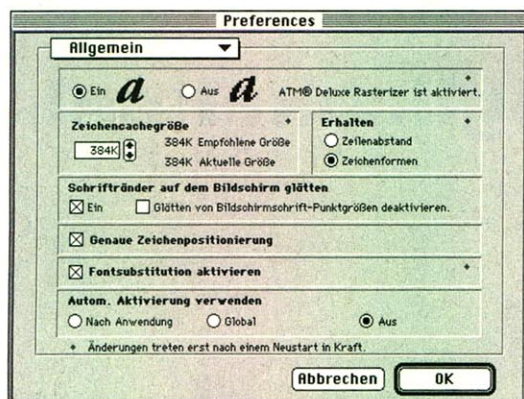 Preferences
Allgemein
Ein a Aus a ATM® Deluxe Rasterizer ist aktiviert. +
Zeichencachegröße +
384K 384K Empfohlene Größe
384K Aktuelle Größe
Erhalten +
Zeilenabstand
Zeichenformen
Schriftränder auf dem Bildschirm glätten
Ein Glätten von Bildschirmschrift-Punktgrößen deaktivieren.
Genaue Zeichenpositionierung
Fontsubstitution aktivieren +
Autom. Aktivierung verwenden
Nach Anwendung Global Aus
+ Änderungen treten erst nach einem Neustart in Kraft.
Abbrechen OK